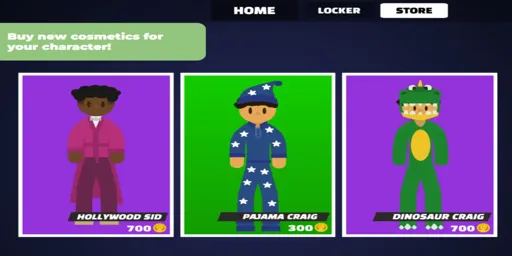 HOME
LOCKER
STORE
Buy new cosmetics for
your character!
HOLLYWOOD SID
700
PAJAMA CRAIG
300
DINOSAUR CRAIG
700